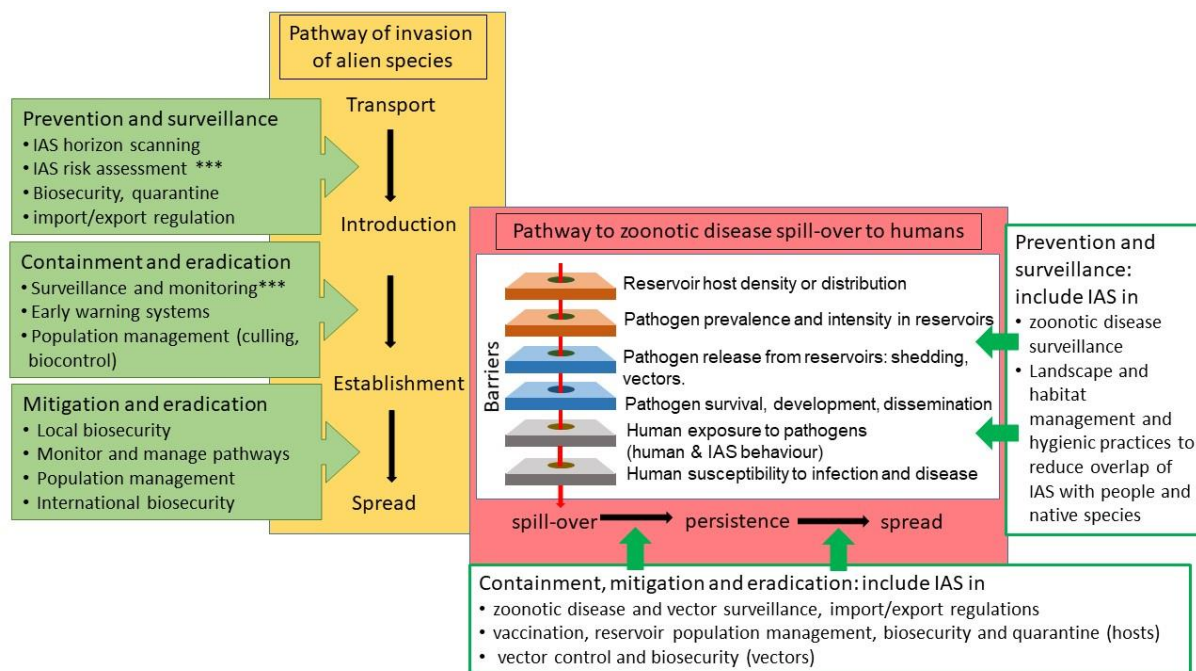 Pathway of invasion
of alien species
Transport
Introduction
Establishment
Spread
Prevention and surveillance
• IAS horizon scanning
• IAS risk assessment ***
• Biosecurity, quarantine
• import/export regulation
Containment and eradication
• Surveillance and monitoring***
• Early warning systems
• Population management (culling,
biocontrol)
Mitigation and eradication
• Local biosecurity
• Monitor and manage pathways
• Population management
• International biosecurity
Pathway to zoonotic disease spill-over to humans
Barriers
Reservoir host density or distribution
Pathogen prevalence and intensity in reservoirs
Pathogen release from reservoirs: shedding,
vectors.
Pathogen survival, development, dissemination
Human exposure to pathogens
(human & IAS behaviour)
Human susceptibility to infection and disease
spill-over persistence spread
Prevention and
surveillance:
include IAS in
• zoonotic disease
surveillance
• Landscape and
habitat
management and
hygienic practices to
reduce overlap of
IAS with people and
native species
Containment, mitigation and eradication: include IAS in
• zoonotic disease and vector surveillance, import/export regulations
• vaccination, reservoir population management, biosecurity and quarantine (hosts)
• vector control and biosecurity (vectors)